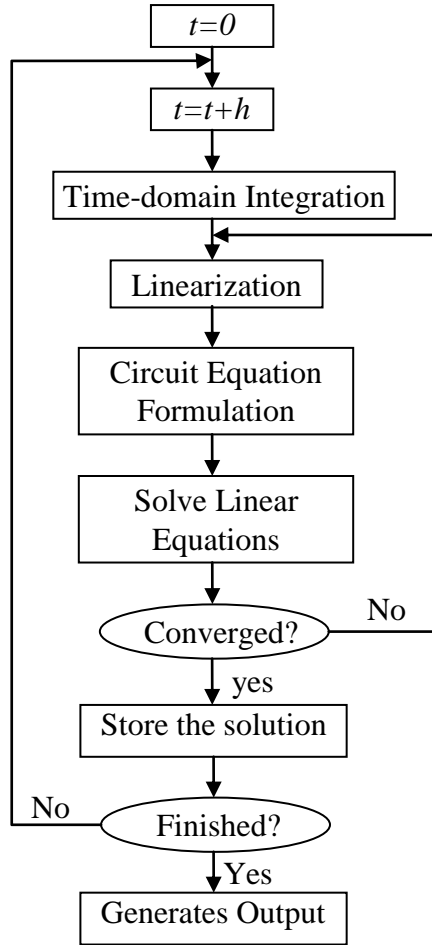 t=0
t=t+h
Time-domain Integration
Linearization
Circuit Equation
Formulation
Solve Linear
Equations
Converged?
No
yes
Store the solution
No
Finished?
Yes
Generates Output